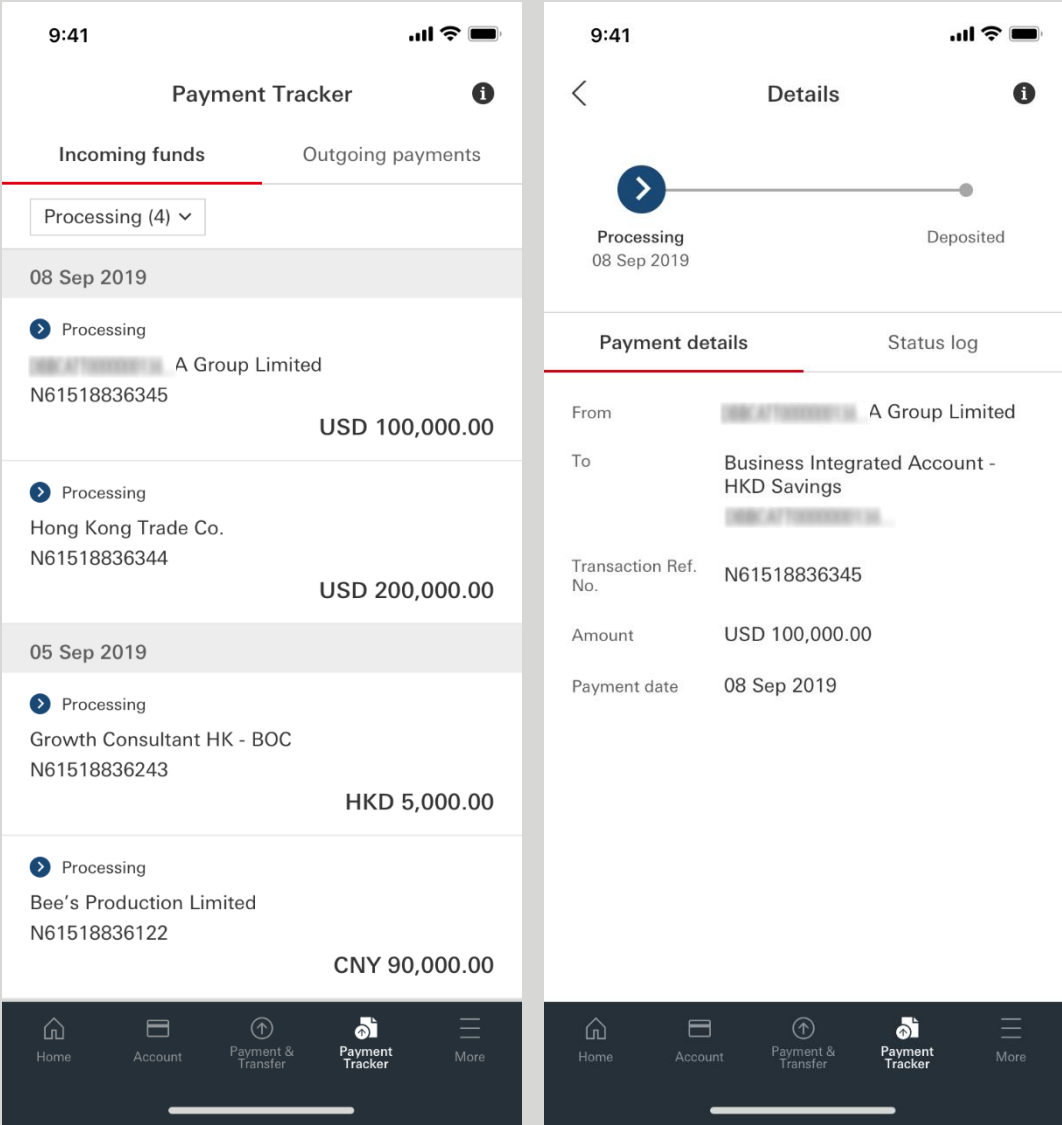 9:41
Payment Tracker
Incoming funds
Outgoing payments
Processing (4)
08 Sep 2019
Processing
A Group Limited
N61518836345
USD 100,000.00
Processing
Hong Kong Trade Co.
N61518836344
USD 200,000.00
05 Sep 2019
Processing
Growth Consultant HK - BOC
N61518836243
HKD 5,000.00
Processing
Bee’s Production Limited
N61518836122
CNY 90,000.00
Home
Account
Payment &
Transfer
Payment
Tracker
More
9:41
Details
Processing
08 Sep 2019
Deposited
Payment details
Status log
From
A Group Limited
To
Business Integrated Account -
HKD Savings
Transaction Ref.
No.
N61518836345
Amount
USD 100,000.00
Payment date
08 Sep 2019
Home
Account
Payment &
Transfer
Payment
Tracker
More